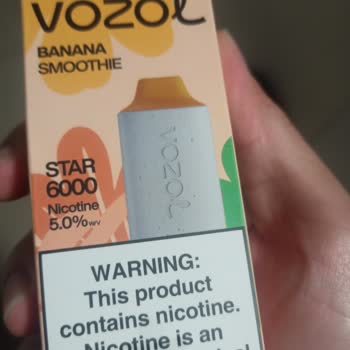 VOZOL
BANANA
SMOOTHIE
VOZOL
STAR
6000
Nicotine
5.0%w/v
WARNING:
This product
contains nicotine.
Nicotine is an